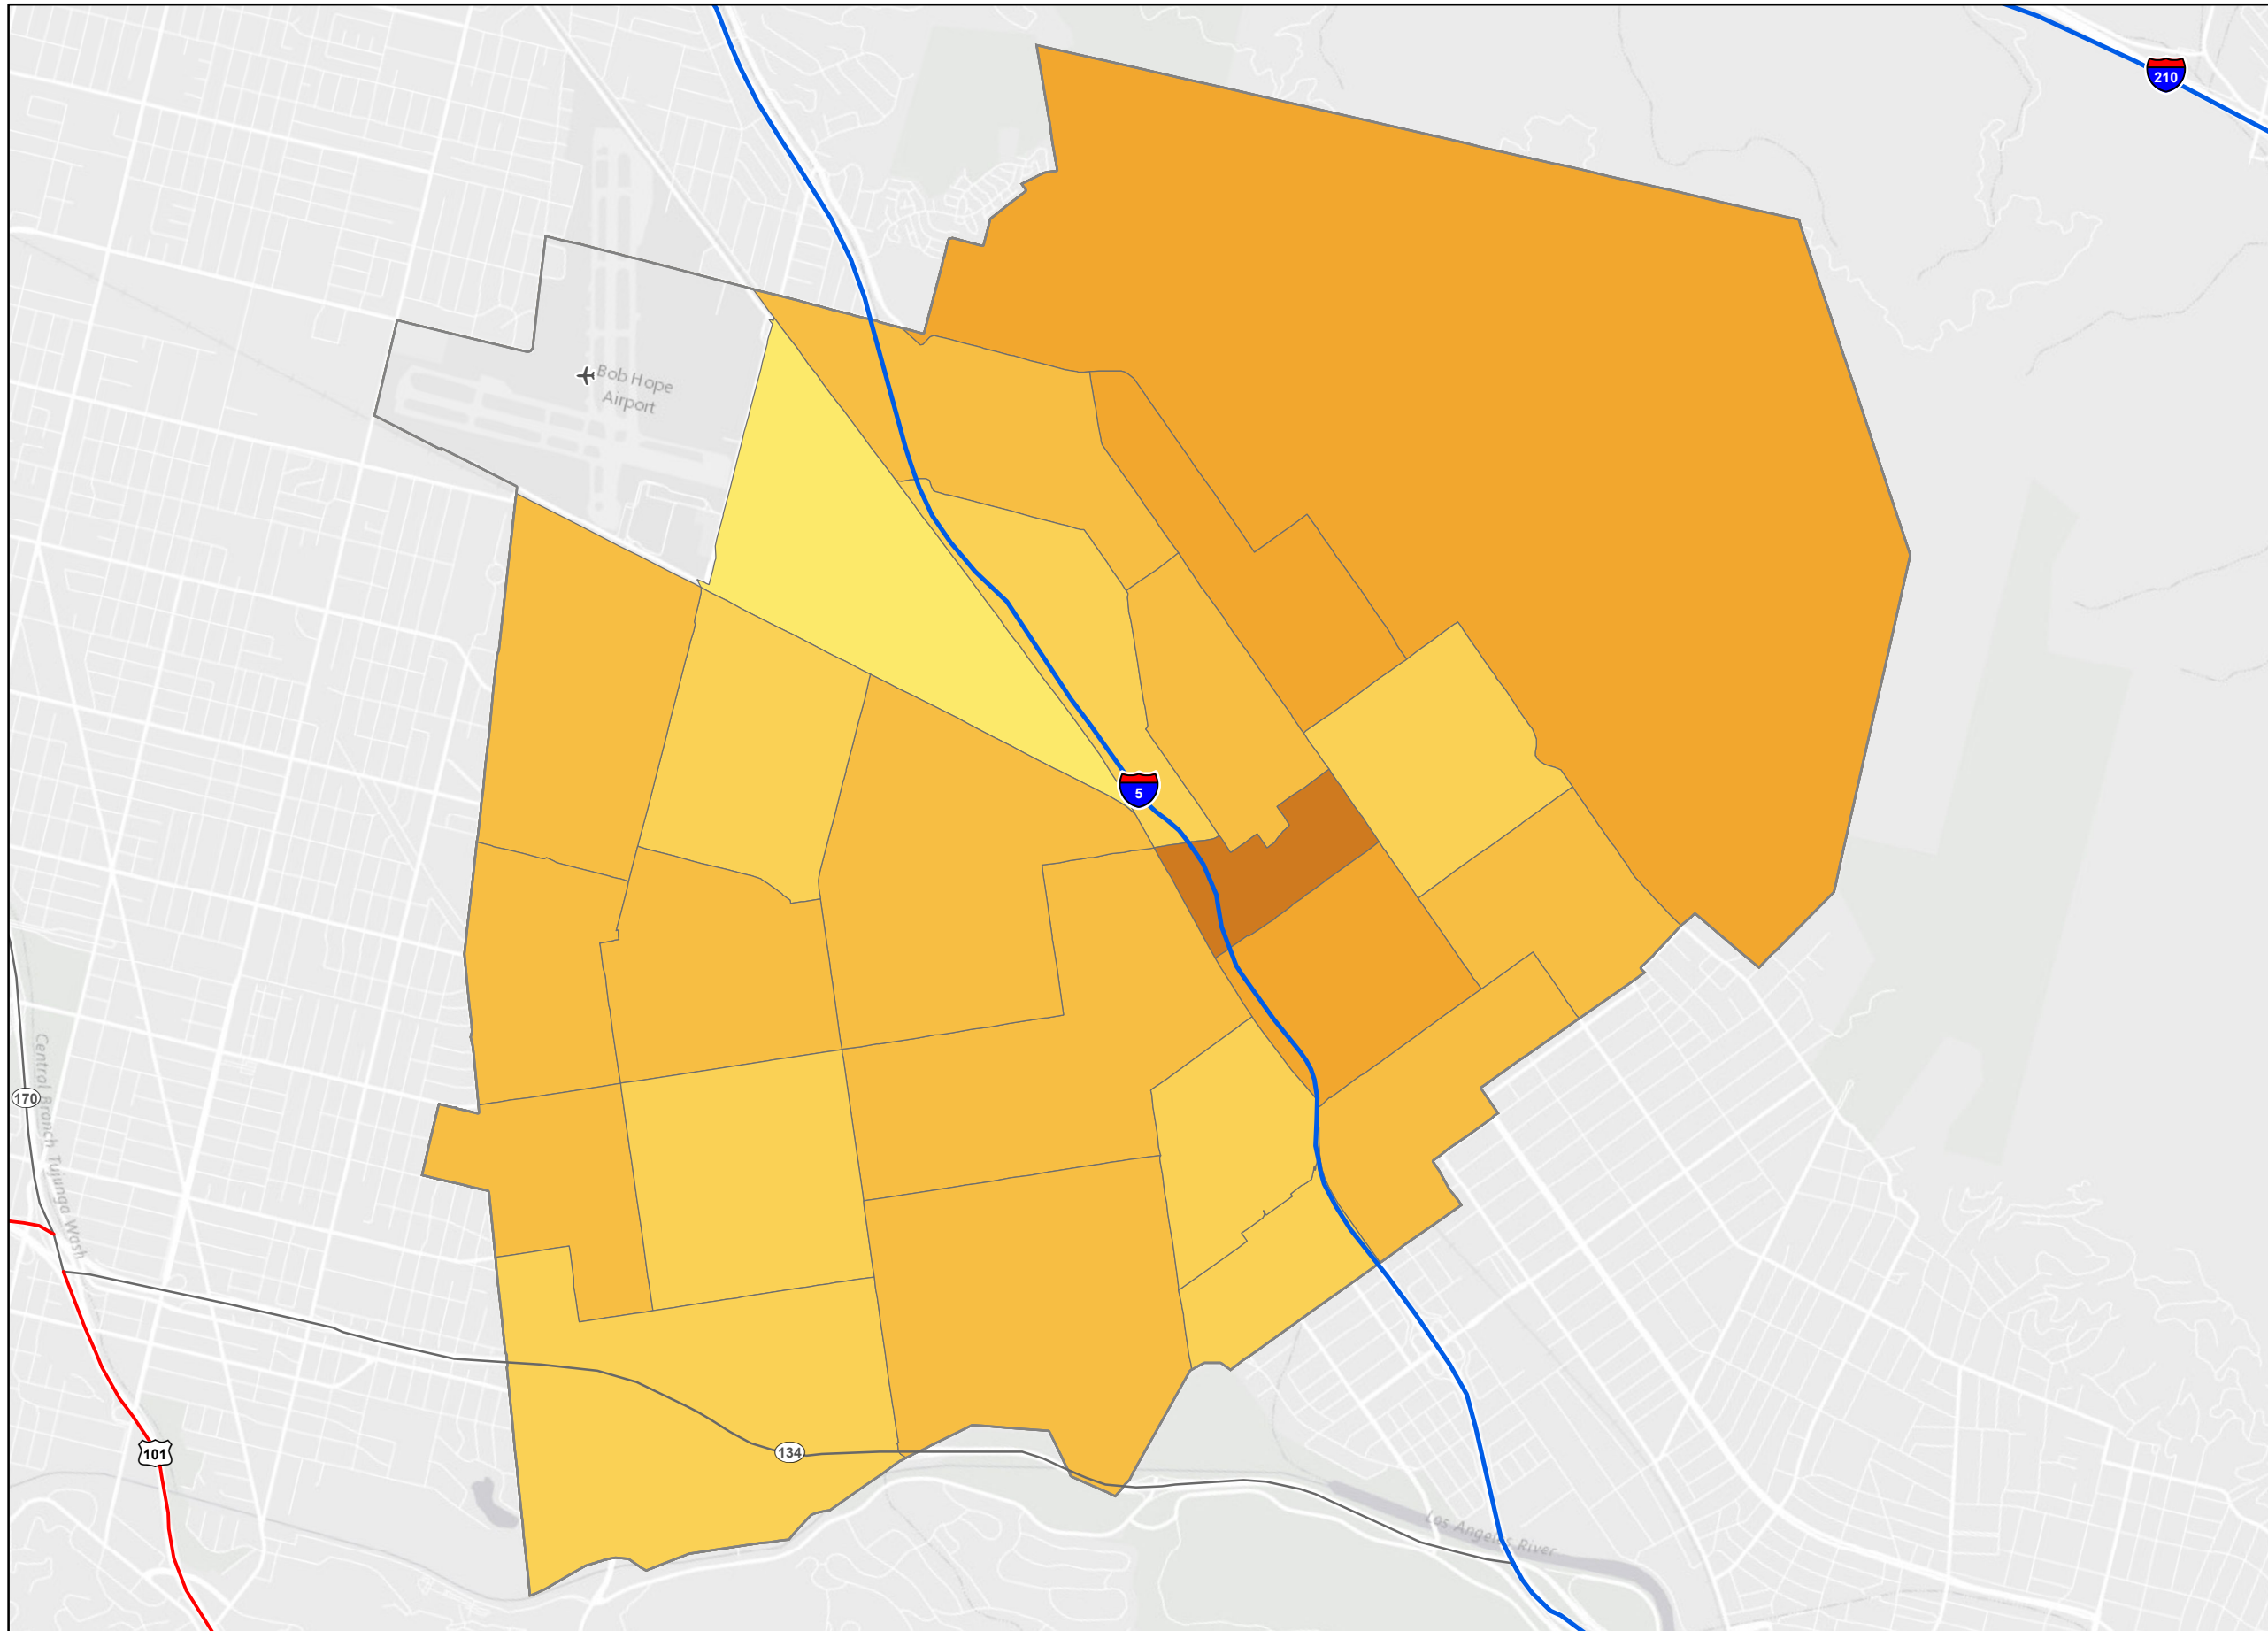 210
Bob Hope
Airport
5
170
Central Branch Tujunga Wash
134
101
Los Angeles River